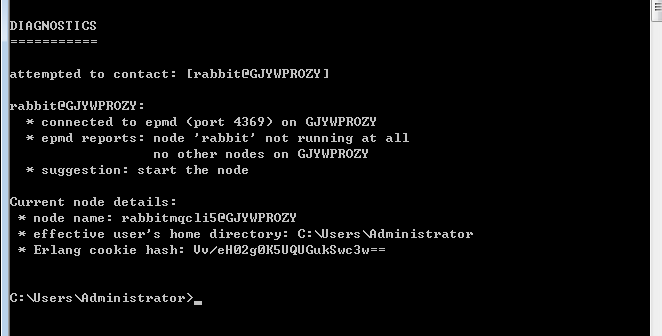 DIAGNOSTICS
===========
attempted to contact: [rabbit@GJYWPROZY]
rabbit@GJYWPROZY:
* connected to epmd (port 4369) on GJYWPROZY
* epmd reports: node 'rabbit' not running at all
no other nodes on GJYWPROZY
* suggestion: start the node
Current node details:
* node name: rabbitmqcli5@GJYWPROZY
* effective user's home directory: C:\Users\Administrator
* Erlang cookie hash: Vv/eH02g0K5UQUGukSwc3w==
C:\Users\Administrator>_